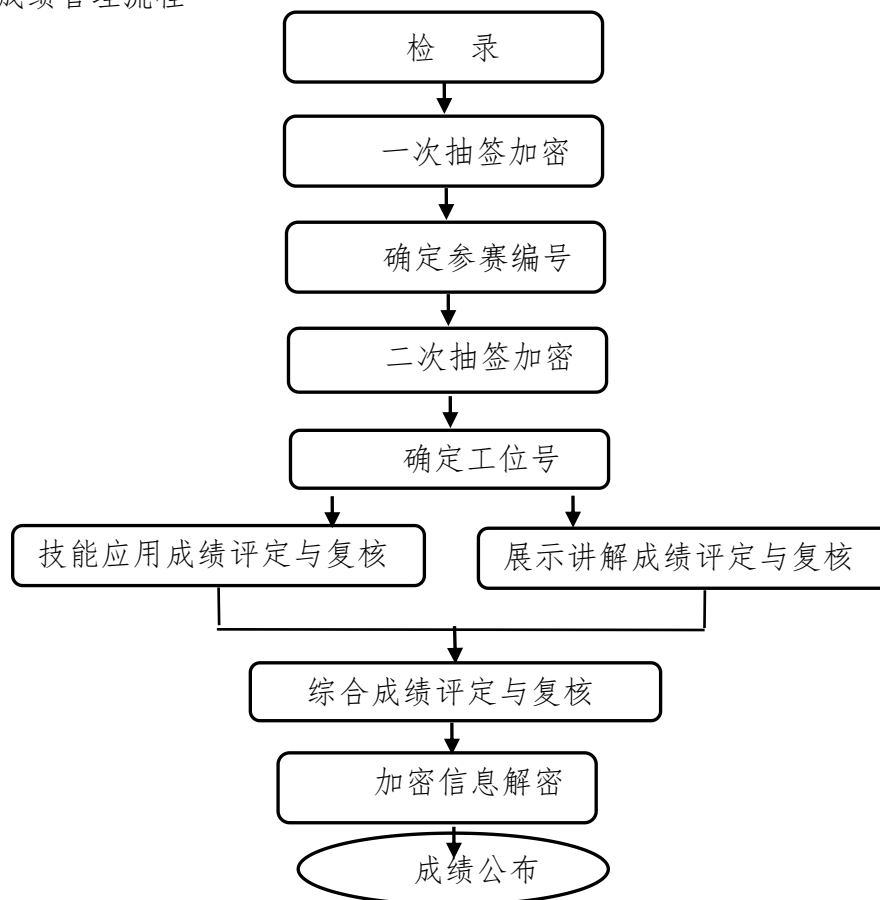 成绩管理流程
检 录
一次抽签加密
确定参赛编号
二次抽签加密
确定工位号
技能应用成绩评定与复核
展示讲解成绩评定与复核
综合成绩评定与复核
加密信息解密
成绩公布